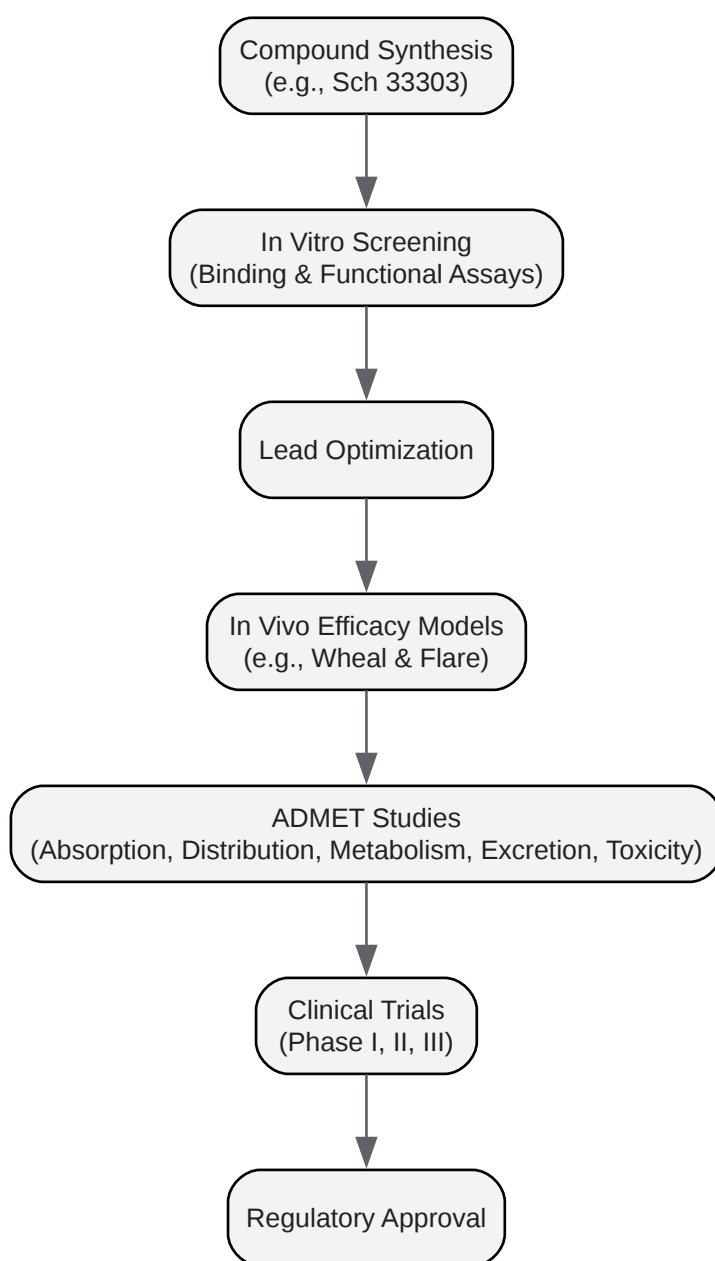 Compound Synthesis
(e.g., Sch 33303)
In Vitro Screening
(Binding & Functional Assays)
Lead Optimization
In Vivo Efficacy Models
(e.g., Wheal & Flare)
ADMET Studies
(Absorption, Distribution, Metabolism, Excretion, Toxicity)
Clinical Trials
(Phase I, II, III)
Regulatory Approval